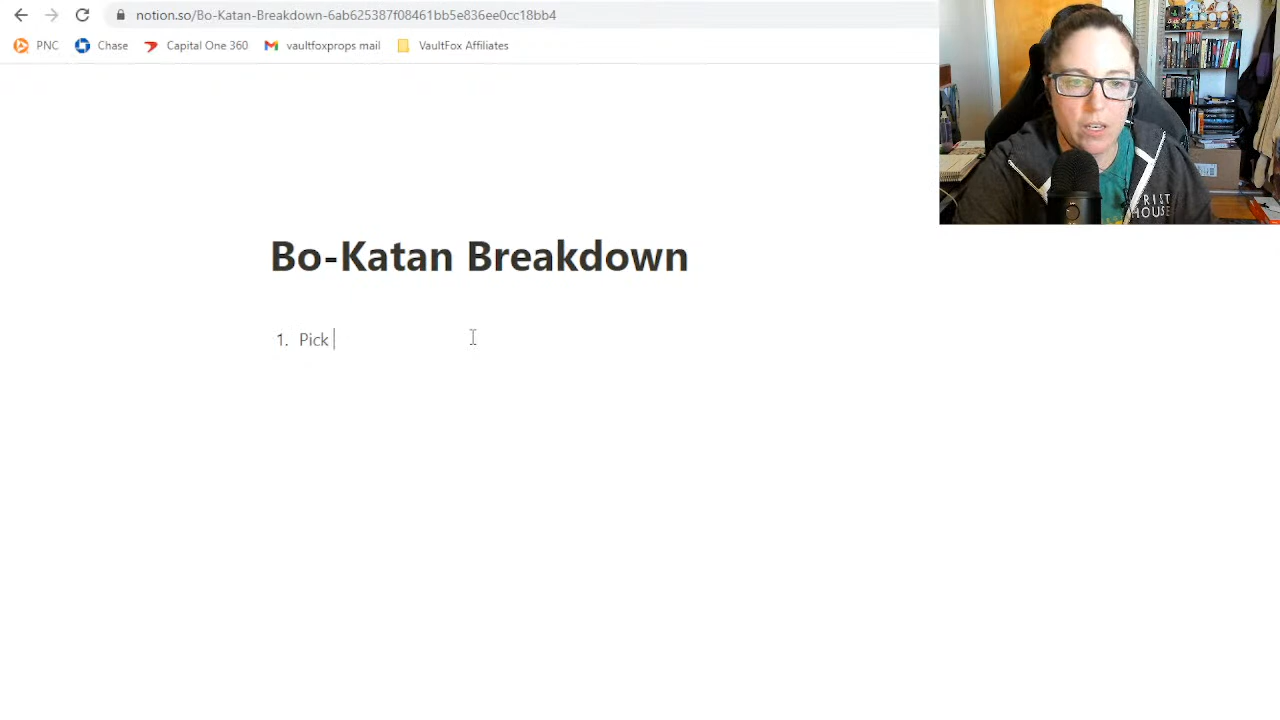 notion.so/Bo-Katan-Breakdown-6ab625387f08461bb5e836ee0cc18bb4
PNC Chase Capital One 360 vaultfoxprops mail VaultFox Affiliates
Bo-Katan Breakdown
1. Pick
HOUSE